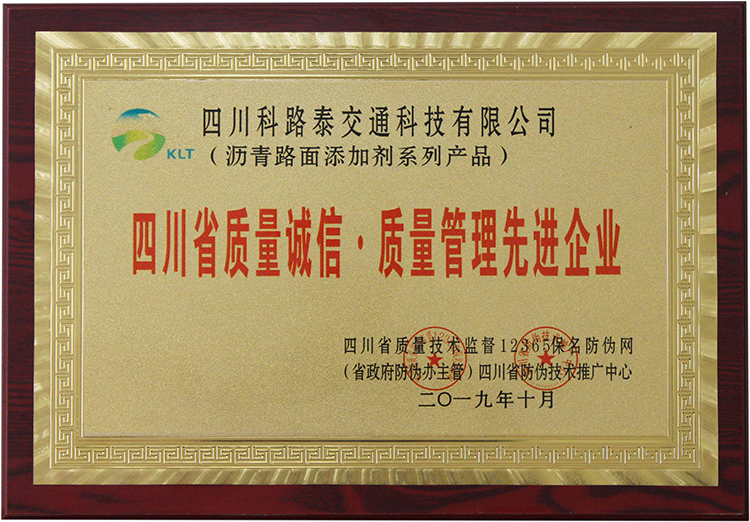 四川科路泰交通科技有限公司
KLT
（沥青路面添加剂系列产品）
四川省质量诚信·质量管理先进企业
四川省质量技术监督12365保名防伪网
（省政府防伪办主管）四川省防伪技术推广中心
二〇一九年十月